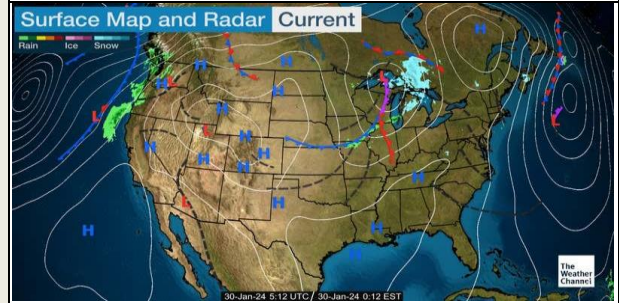 Surface Map and Radar Current
Rain Ice Snow
H
H
H
H
L
H
L
H
L
H
L
L
L
H
H
H
H
L
H
H
H
L
H
H
H
H
The
Weather
Channel
30-Jan-24 5:12 UTC / 30-Jan-24 0:12 EST